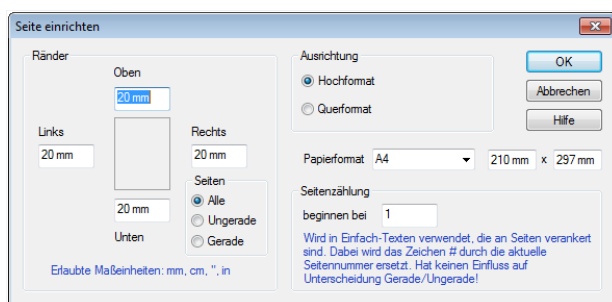 Seite einrichten
Ränder
Oben
20 mm
Links
20 mm
Rechts
20 mm
Seiten
Alle
Ungerade
Gerade
20 mm
Unten
Erlaubte Maßeinheiten: mm, cm, ", in
Ausrichtung
Hochformat
Querformat
OK
Abbrechen
Hilfe
Papierformat A4 210 mm x 297 mm
Seitenzählung
beginnen bei 1
Wird in Einfach-Texten verwendet, die an Seiten verankert
sind. Dabei wird das Zeichen # durch die aktuelle
Seitennummer ersetzt. Hat keinen Einfluss auf
Unterscheidung Gerade/Ungerade!